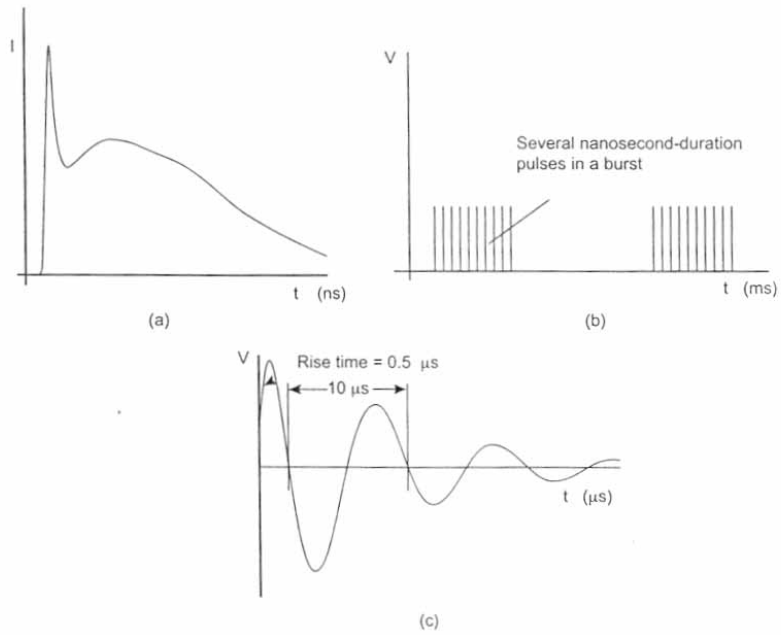 I
t (ns)
(a)
V
Several nanosecond-duration
pulses in a burst
t (ms)
(b)
V
Rise time = 0.5 μs
10 μs
t (μs)
(c)